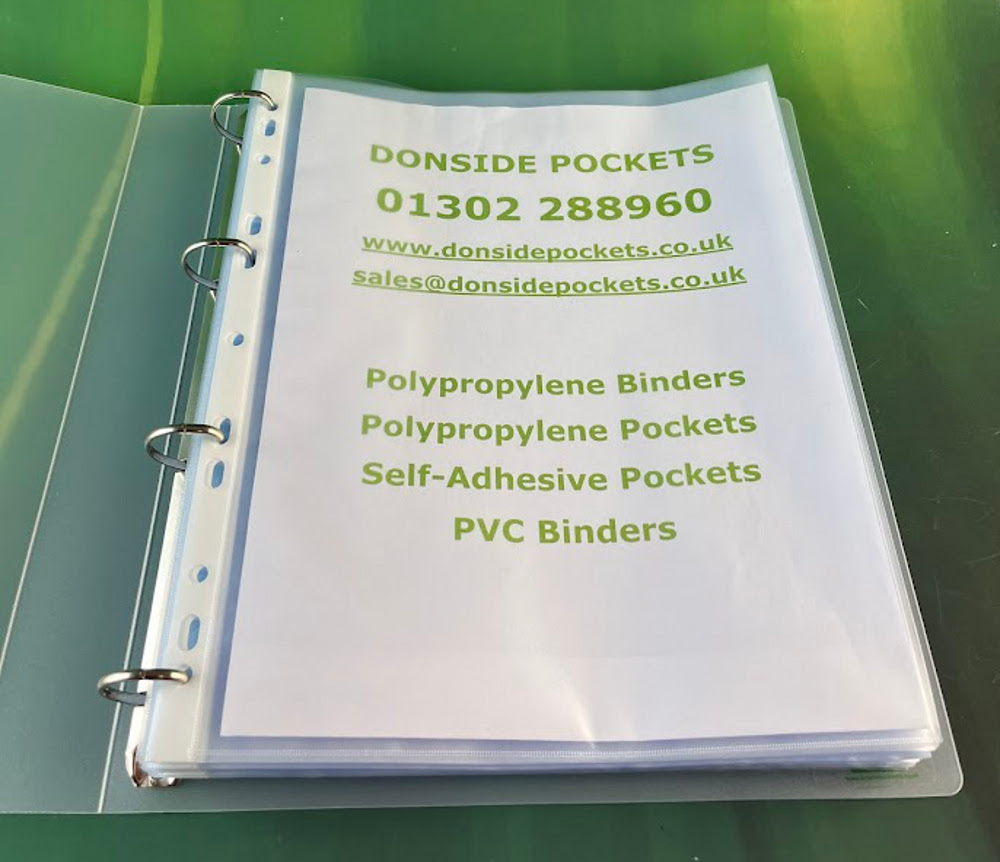 DONSIDE POCKETS
01302 288960
www.donsidepockets.co.uk
sales@donsidepockets.co.uk
Polypropylene Binders
Polypropylene Pockets
Self-Adhesive Pockets
PVC Binders